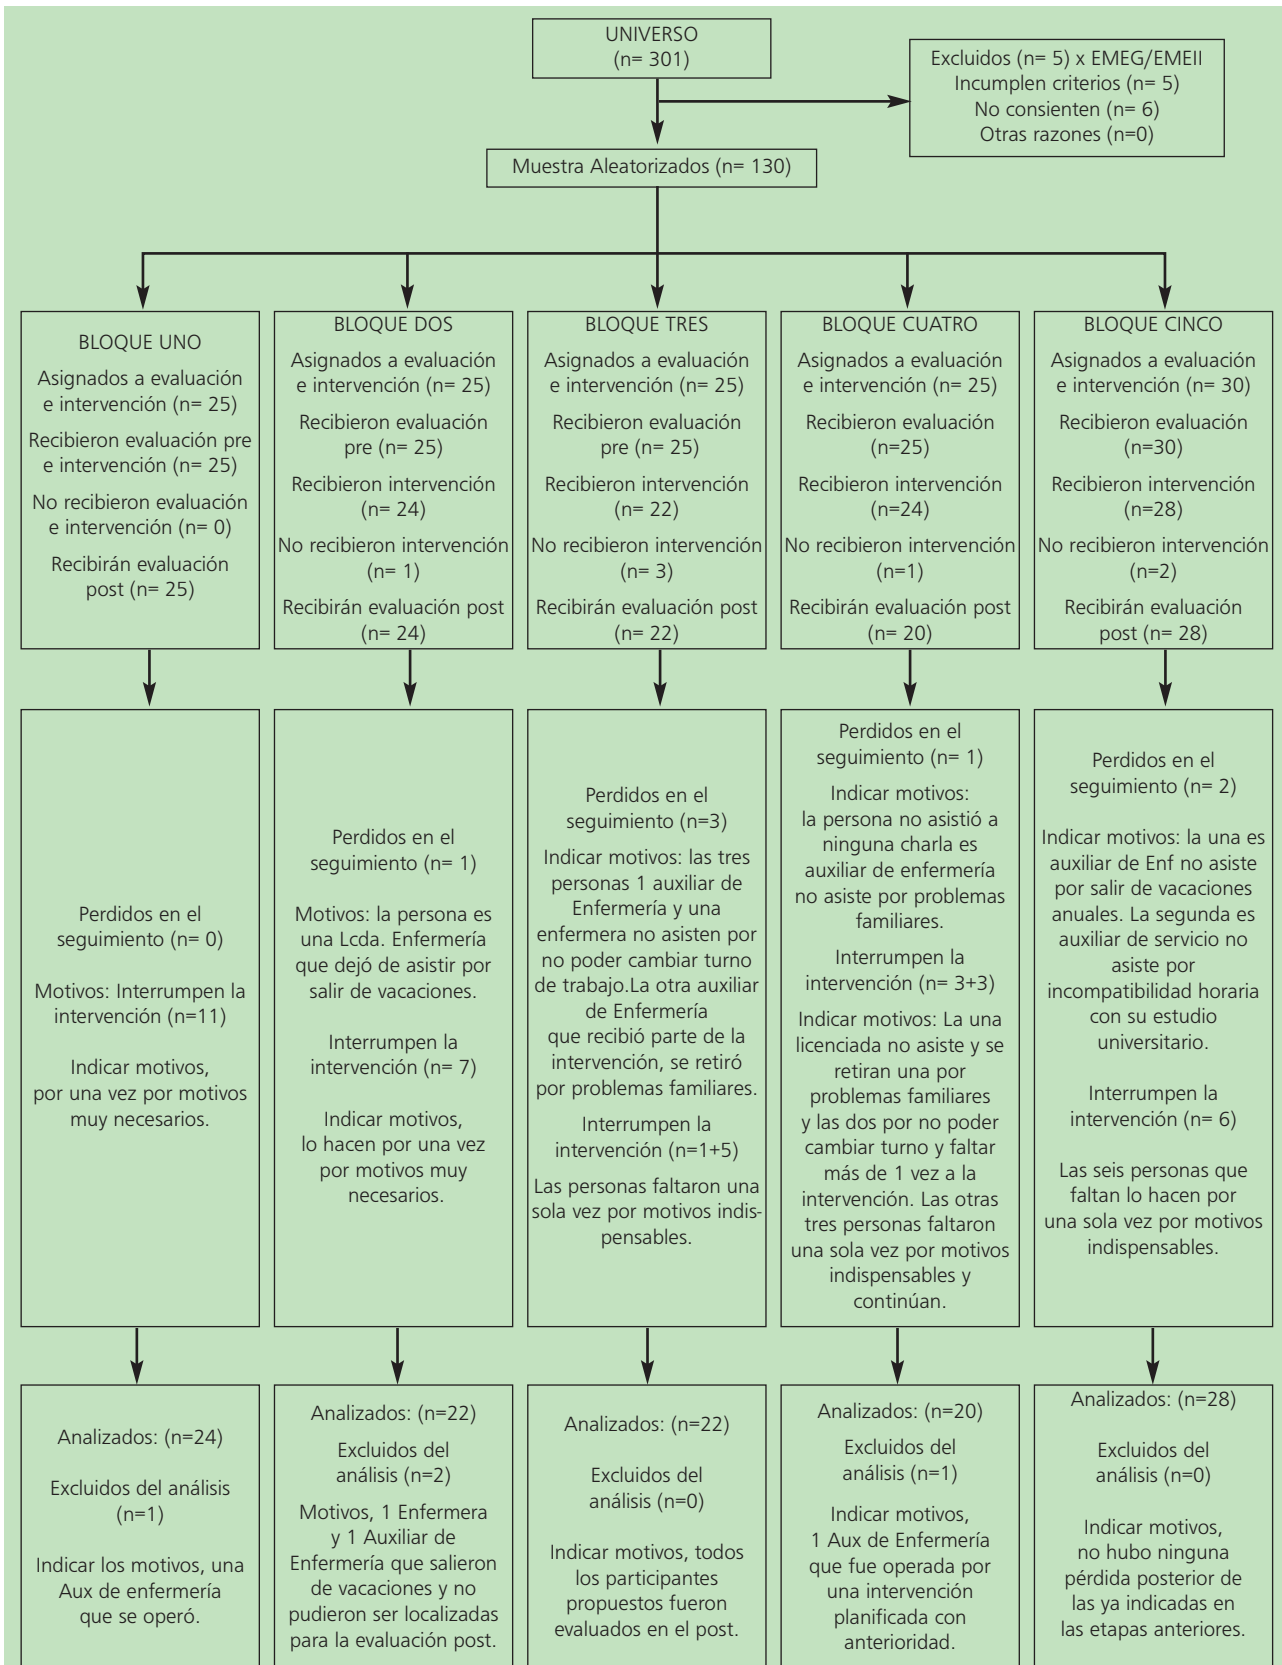 UNIVERSO
(n= 301)
Excluidos (n= 5) x EMEG/EMEII
Incumplen criterios (n= 5)
No consienten (n= 6)
Otras razones (n=0)
Muestra Aleatorizados (n= 130)
BLOQUE UNO
Asignados a evaluación
e intervención (n= 25)
Recibieron evaluación pre
e intervención (n= 25)
No recibieron evaluación
e intervención (n= 0)
Recibirán evaluación
post (n= 25)
BLOQUE DOS
Asignados a evaluación
e intervención (n= 25)
Recibieron evaluación
pre (n= 25)
Recibieron intervención
(n= 24)
No recibieron intervención
(n= 1)
Recibirán evaluación post
(n= 24)
BLOQUE TRES
Asignados a evaluación
e intervención (n= 25)
Recibieron evaluación
pre (n= 25)
Recibieron intervención
(n= 22)
No recibieron intervención
(n= 3)
Recibirán evaluación post
(n= 22)
BLOQUE CUATRO
Asignados a evaluación
e intervención (n= 25)
Recibieron evaluación
(n=25)
Recibieron intervención
(n=24)
No recibieron intervención
(n=1)
Recibirán evaluación post
(n= 20)
BLOQUE CINCO
Asignados a evaluación
e intervención (n= 30)
Recibieron evaluación
(n=30)
Recibieron intervención
(n=28)
No recibieron intervención
(n=2)
Recibirán evaluación
post (n= 28)
Perdidos en el
seguimiento (n= 0)
Motivos: Interrumpen la
intervención (n=11)
Indicar motivos,
por una vez por motivos
muy necesarios.
Perdidos en el
seguimiento (n= 1)
Motivos: la persona es
una Lcda. Enfermería
que dejó de asistir por
salir de vacaciones.
Interrumpen la
intervención (n= 7)
Indicar motivos,
lo hacen por una vez
por motivos muy
necesarios.
Perdidos en el
seguimiento (n=3)
Indicar motivos: las tres
personas 1 auxiliar de
Enfermería y una
enfermera no asisten por
no poder cambiar turno
de trabajo.La otra auxiliar
de Enfermería
que recibió parte de la
intervención, se retiró
por problemas familiares.
Interrumpen la
intervención (n=1+5)
Las personas faltaron una
sola vez por motivos indis-
pensables.
Perdidos en el
seguimiento (n= 1)
Indicar motivos:
la persona no asistió a
ninguna charla es
auxiliar de enfermería
no asiste por problemas
familiares.
Interrumpen la
intervención (n= 3+3)
Indicar motivos: La una
licenciada no asiste y se
retiran una por
problemas familiares
y las dos por no poder
cambiar turno y faltar
más de 1 vez a la
intervención. Las otras
tres personas faltaron
una sola vez por motivos
indispensables y
continúan.
Perdidos en el
seguimiento (n= 2)
Indicar motivos: la una es
auxiliar de Enf no asiste
por salir de vacaciones
anuales. La segunda es
auxiliar de servicio no
asiste por
incompatibilidad horaria
con su estudio
universitario.
Interrumpen la
intervención (n= 6)
Las seis personas que
faltan lo hacen por
una sola vez por motivos
indispensables.
Analizados: (n=24)
Excluidos del análisis
(n=1)
Indicar los motivos, una
Aux de enfermería
que se operó.
Analizados: (n=22)
Excluidos del
análisis (n=2)
Motivos, 1 Enfermera
y 1 Auxiliar de
Enfermería que salieron
de vacaciones y no
pudieron ser localizadas
para la evaluación post.
Analizados: (n=22)
Excluidos del
análisis (n=0)
Indicar motivos, todos
los participantes
propuestos fueron
evaluados en el post.
Analizados: (n=20)
Excluidos del
análisis (n=1)
Indicar motivos,
1 Aux de Enfermería
que fue operada por
una intervención
planificada con
anterioridad.
Analizados: (n=28)
Excluidos del
análisis (n=0)
Indicar motivos,
no hubo ninguna
pérdida posterior de
las ya indicadas en
las etapas anteriores.